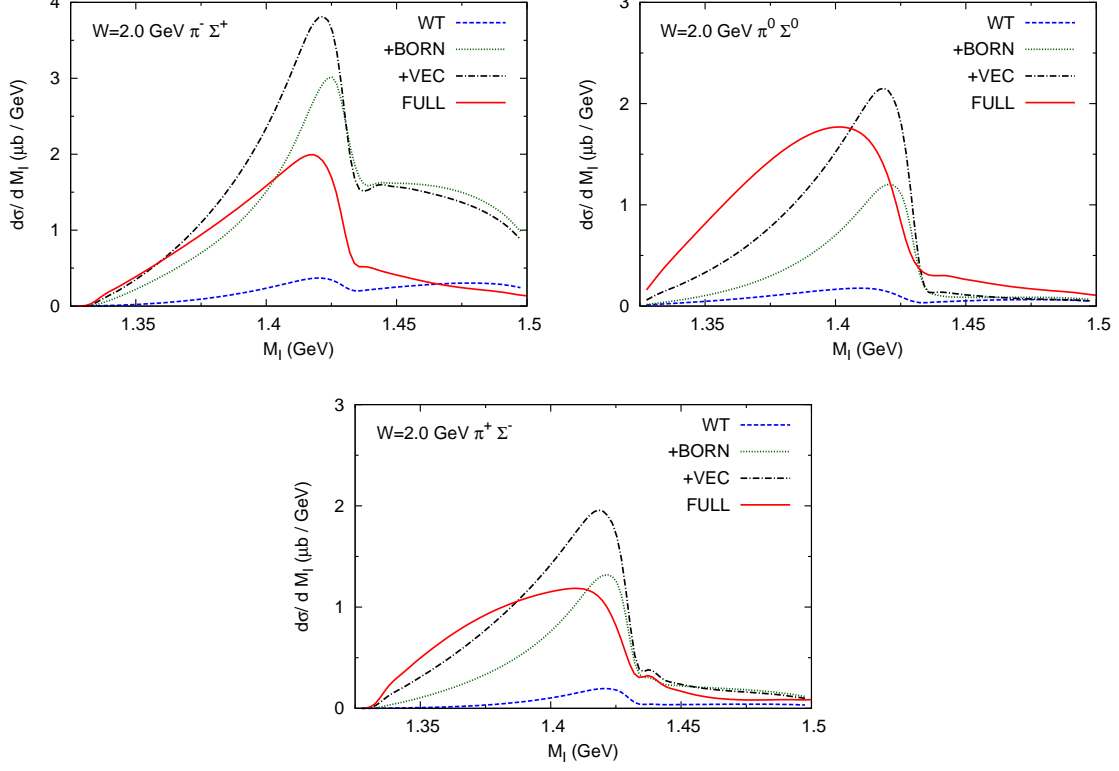 W=2.0 GeV π⁻ Σ⁺
WT
+BORN
+VEC
FULL
dσ/ d M_I (μb / GeV)
0
1
2
3
4
1.35
1.4
1.45
1.5
M_I (GeV)
W=2.0 GeV π⁰ Σ⁰
WT
+BORN
+VEC
FULL
dσ/ d M_I (μb / GeV)
0
1
2
3
1.35
1.4
1.45
1.5
M_I (GeV)
W=2.0 GeV π⁺ Σ⁻
WT
+BORN
+VEC
FULL
dσ/ d M_I (μb / GeV)
0
1
2
3
1.35
1.4
1.45
1.5
M_I (GeV)